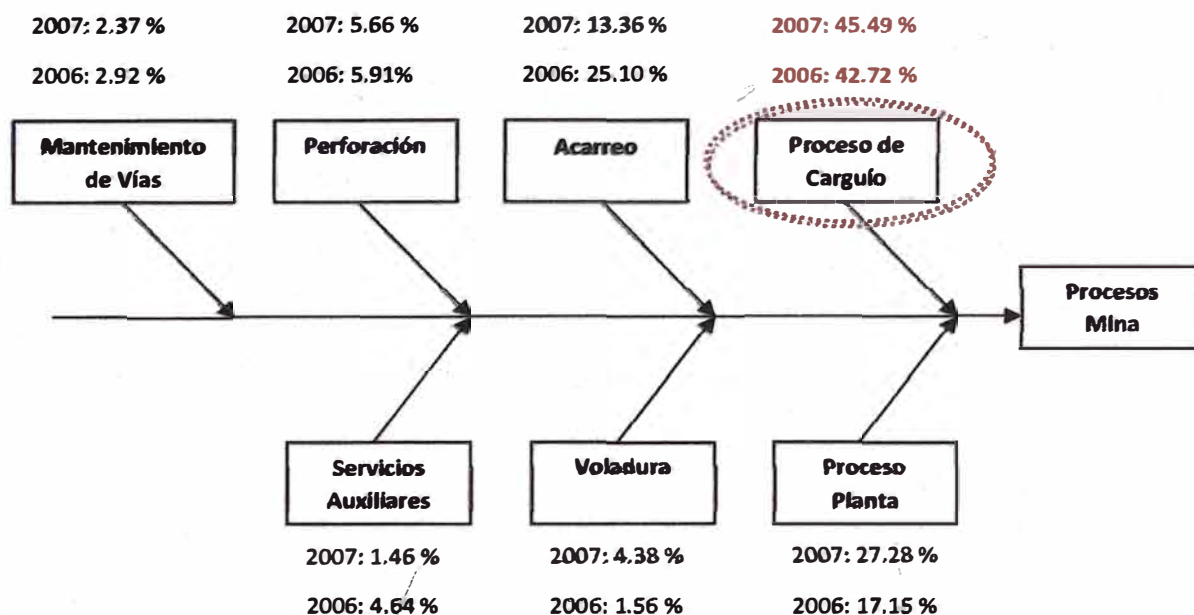 2007: 2.37 %
2006: 2.92 %
Mantenimiento
de Vías
2007: 5.66 %
2006: 5.91%
Perforación
2007: 13.36 %
2006: 25.10 %
Acarreo
2007: 45.49 %
2006: 42.72 %
Proceso de
Carguío
Procesos
Mina
Servicios
Auxiliares
2007: 1.46 %
2006: 4.64 %
Voladura
2007: 4.38 %
2006: 1.56 %
Proceso
Planta
2007: 27.28 %
2006: 17.15 %